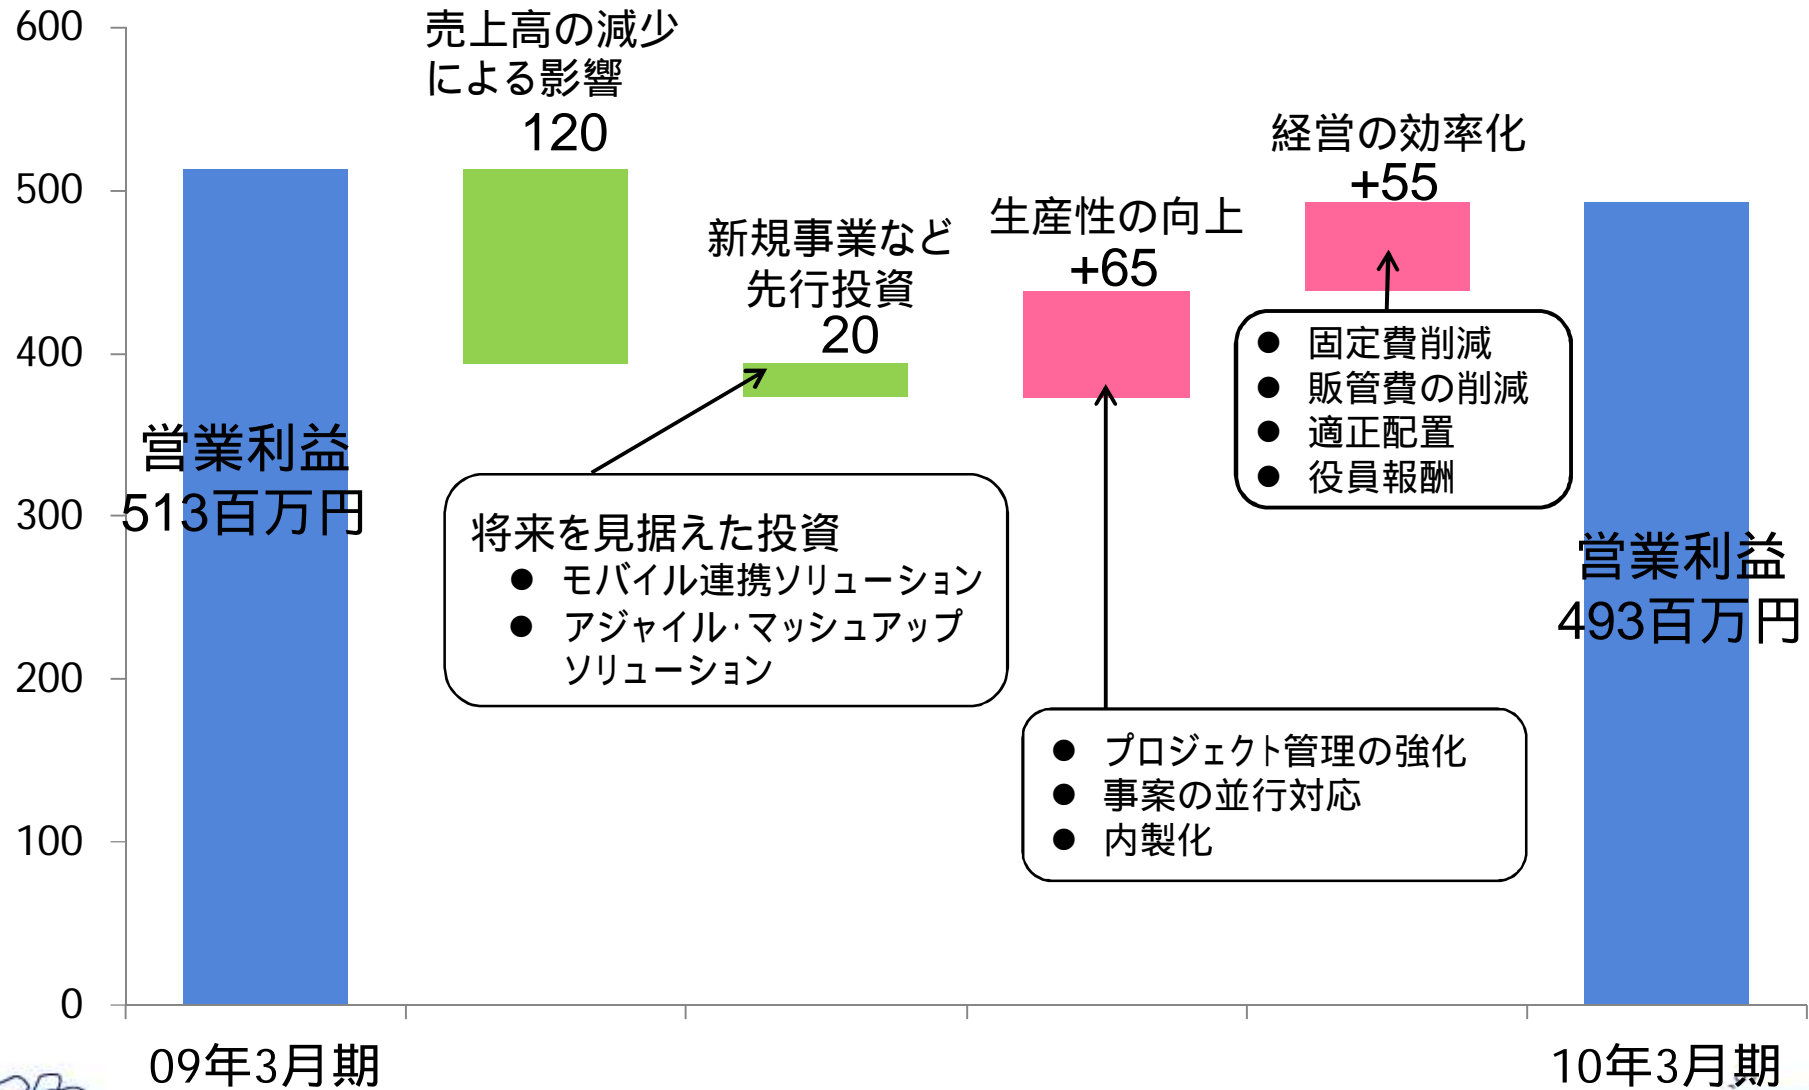 600
500
400
300
200
100
0
売上高の減少
による影響
120
新規事業など
先行投資
20
生産性の向上
+65
経営の効率化
+55
● 固定費削減
● 販管費の削減
● 適正配置
● 役員報酬
営業利益
513百万円
将来を見据えた投資
● モバイル連携ソリューション
● アジャイル・マッシュアップ
ソリューション
● プロジェクト管理の強化
● 事案の並行対応
● 内製化
営業利益
493百万円
09年3月期
10年3月期